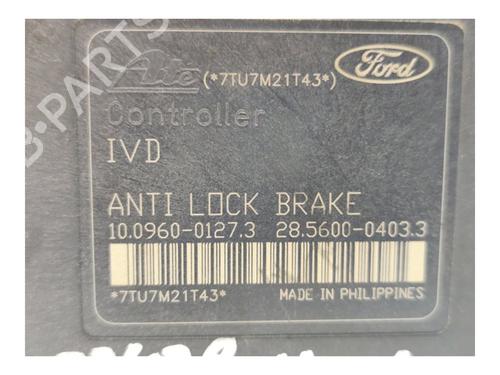 Ate (*7TU7M21T43*) Ford
Controller
IVD
ANTI LOCK BRAKE
10.0960-0127.3 28.5600-0403.3
*7TU7M21T43* MADE IN PHILIPPINES
B-PARTS